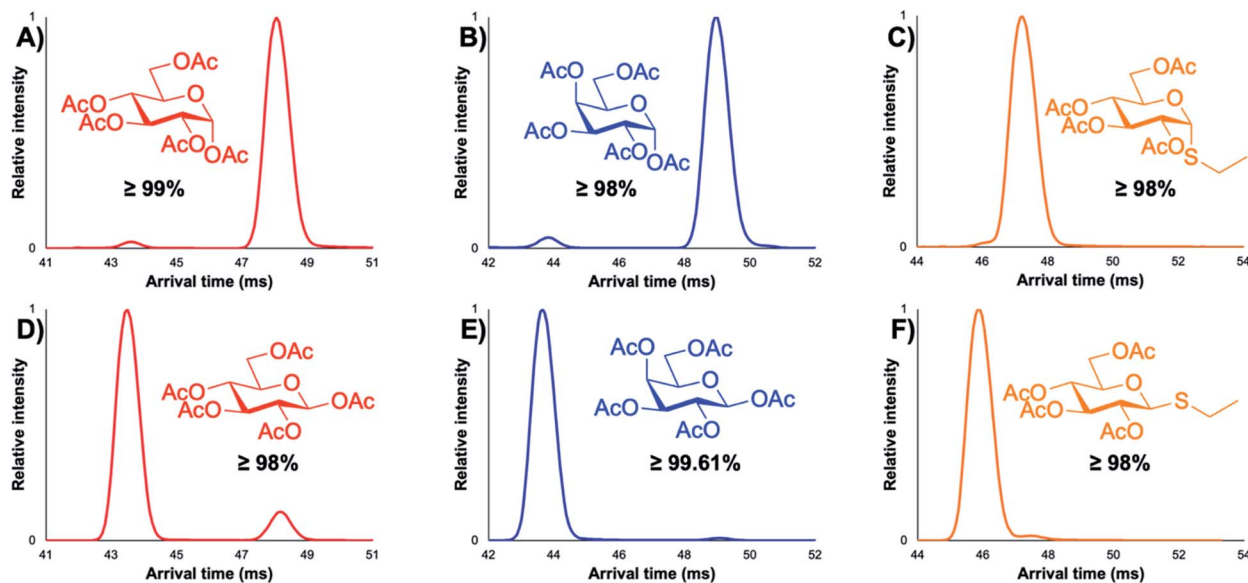 A)
Relative intensity
1
0
OAc
O
AcO
AcO
AcO
OAc
≥ 99%
41 43 45 47 49 51
Arrival time (ms)
B)
Relative intensity
1
0
AcO OAc
O
AcO
AcO
OAc
≥ 98%
42 44 46 48 50 52
Arrival time (ms)
C)
Relative intensity
1
0
OAc
O
AcO
AcO
AcO
S
≥ 98%
44 46 48 50 52 54
Arrival time (ms)
D)
Relative intensity
1
0
OAc
O
AcO
AcO
OAc
AcO
≥ 98%
41 43 45 47 49 51
Arrival time (ms)
E)
Relative intensity
1
0
AcO OAc
O
AcO
OAc
AcO
≥ 99.61%
42 44 46 48 50 52
Arrival time (ms)
F)
Relative intensity
1
0
OAc
O
AcO
AcO
S
AcO
≥ 98%
44 46 48 50 52 54
Arrival time (ms)